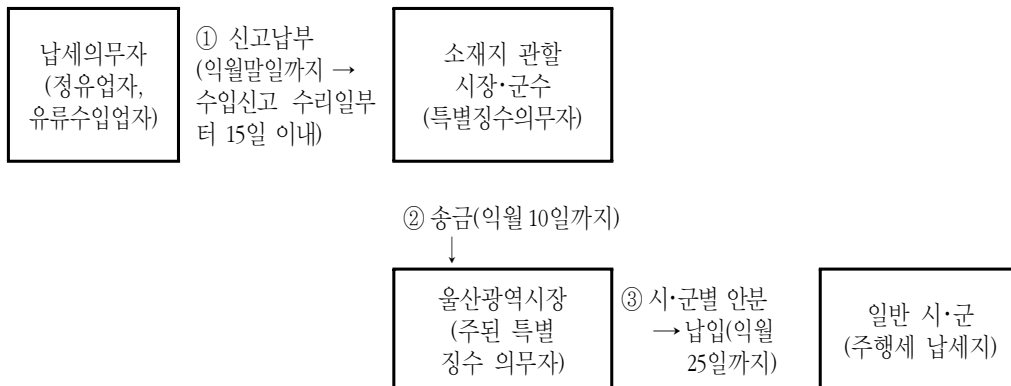 납세의무자
(정유업자,
유류수입업자)
① 신고납부
(익월말일까지 →
수입신고 수리일부
터 15일 이내)
소재지 관할
시장·군수
(특별징수의무자)
② 송금(익월 10일까지)
↓
울산광역시장
(주된 특별
징수 의무자)
③ 시·군별 안분
→ 납입(익월
25일까지)
일반 시·군
(주행세 납세지)